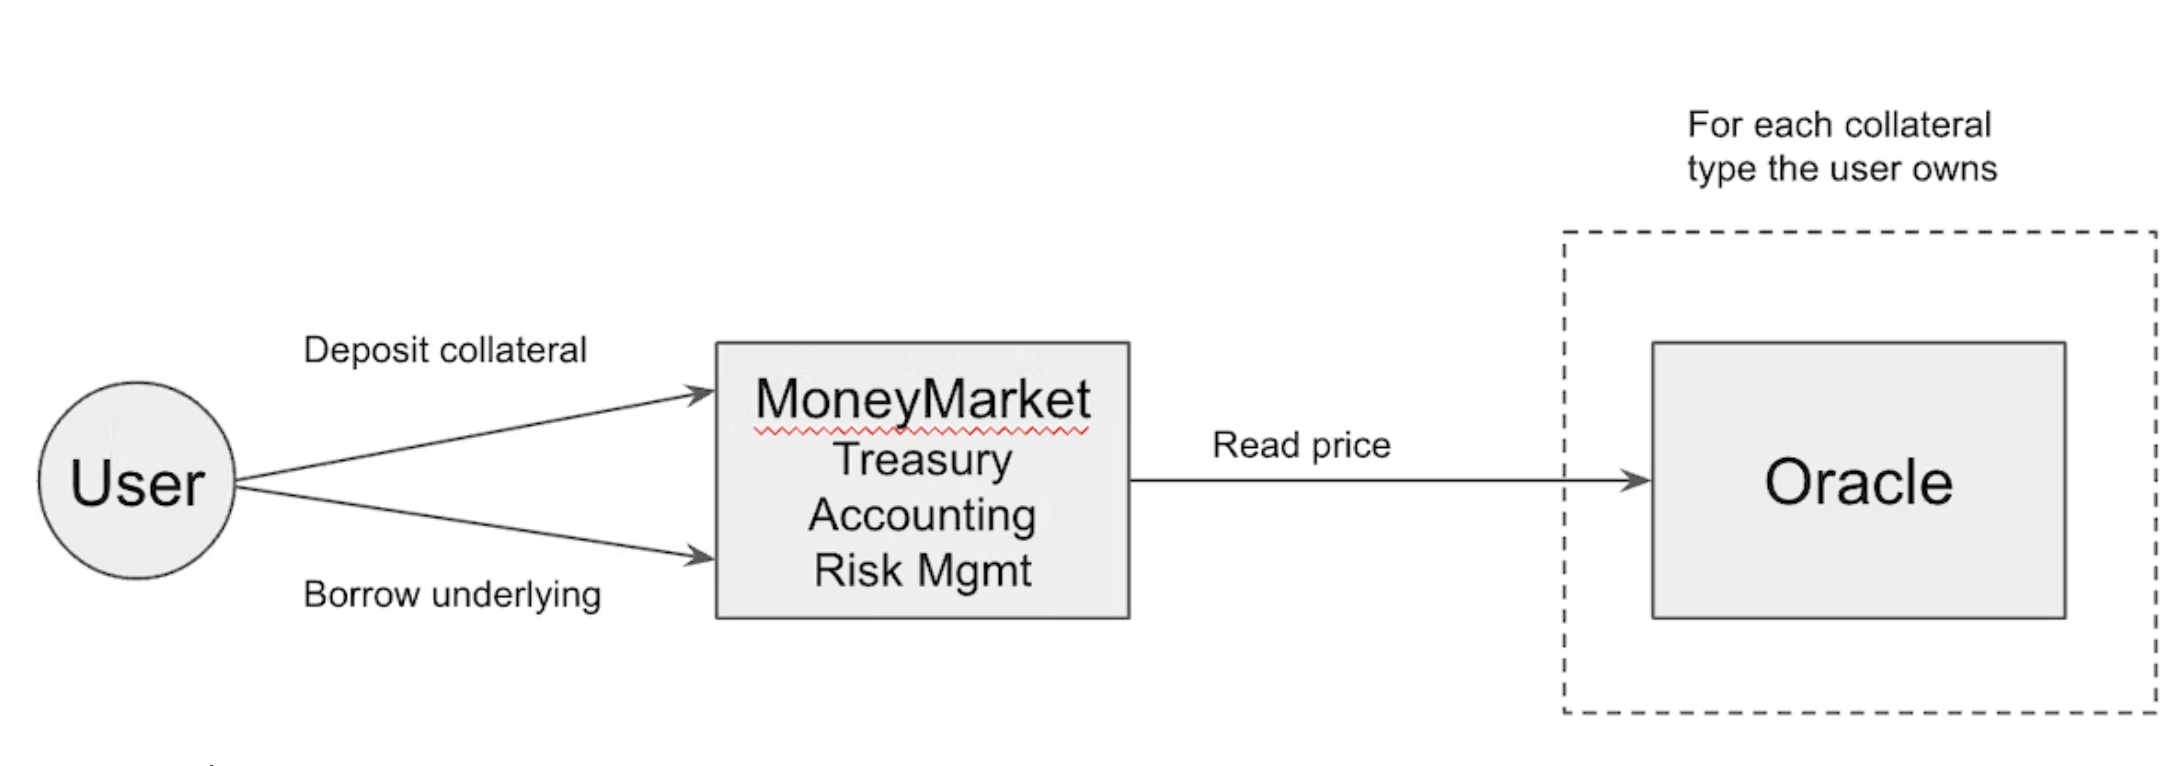 For each collateral
type the user owns
Deposit collateral
User
Borrow underlying
MoneyMarket
Treasury
Accounting
Risk Mgmt
Read price
Oracle